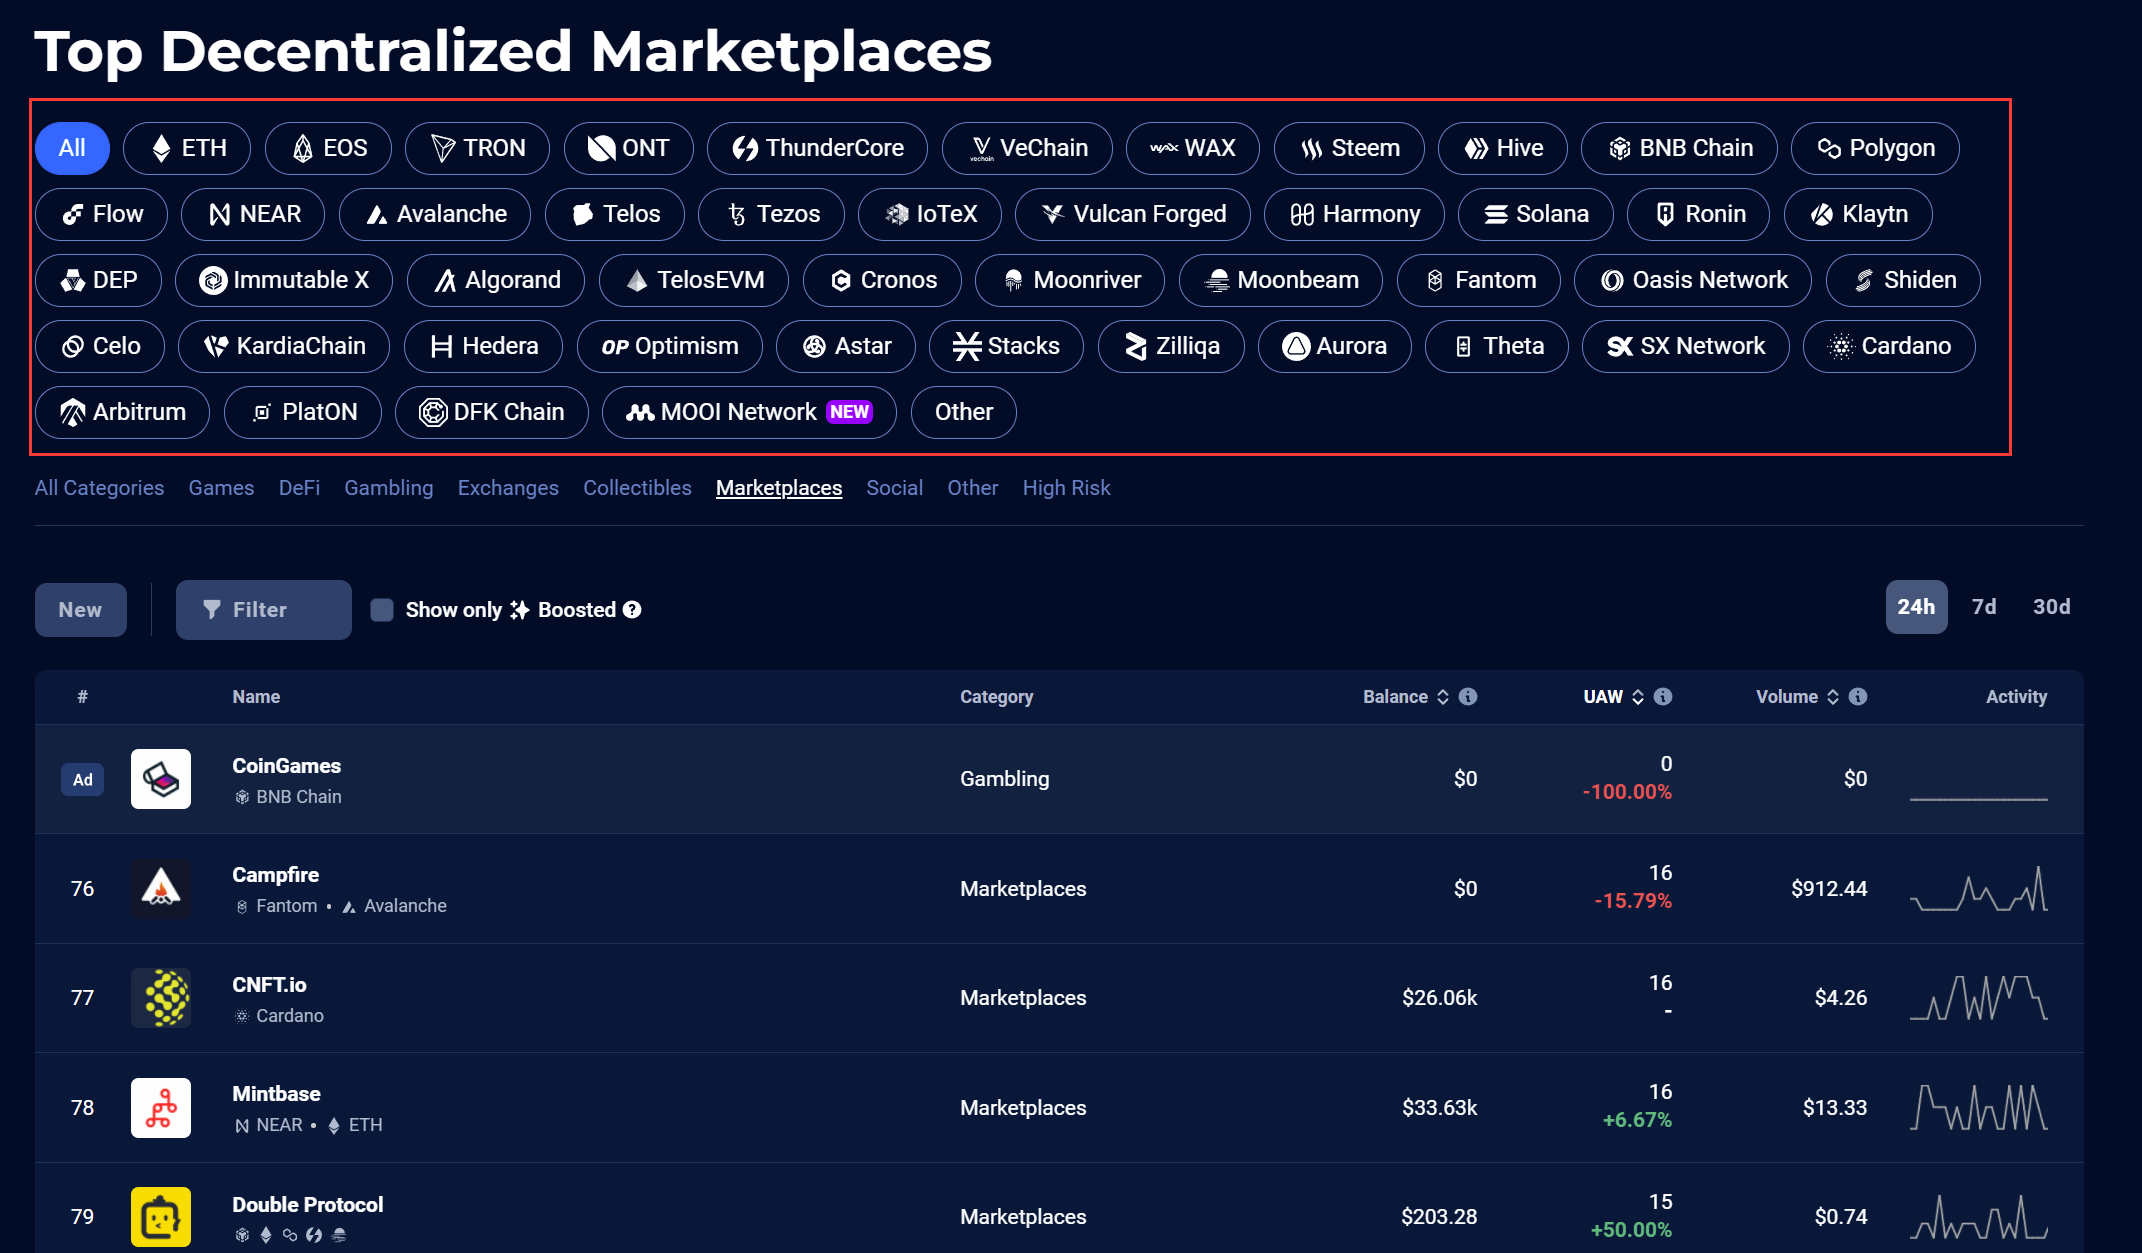 Top Decentralized Marketplaces
All ETH EOS TRON ONT ThunderCore VeChain WAX Steem Hive BNB Chain Polygon
Flow NEAR Avalanche Telos Tezos IoTeX Vulcan Forged Harmony Solana Ronin Klaytn
DEP Immutable X Algorand TelosEVM Cronos Moonriver Moonbeam Fantom Oasis Network Shiden
Celo KardiaChain Hedera OP Optimism Astar Stacks Zilliqa Aurora Theta SX Network Cardano
Arbitrum PlatON DFK Chain MOOI Network NEW Other
All Categories Games DeFi Gambling Exchanges Collectibles Marketplaces Social Other High Risk
New Filter Show only Boosted ? 24h 7d 30d
# Name Category Balance UAW Volume Activity
Ad CoinGames BNB Chain Gambling $0 0 -100.00% $0
76 Campfire Fantom • Avalanche Marketplaces $0 16 -15.79% $912.44
77 CNFT.io Cardano Marketplaces $26.06k 16 - $4.26
78 Mintbase NEAR • ETH Marketplaces $33.63k 16 +6.67% $13.33
79 Double Protocol Marketplaces $203.28 15 +50.00% $0.74